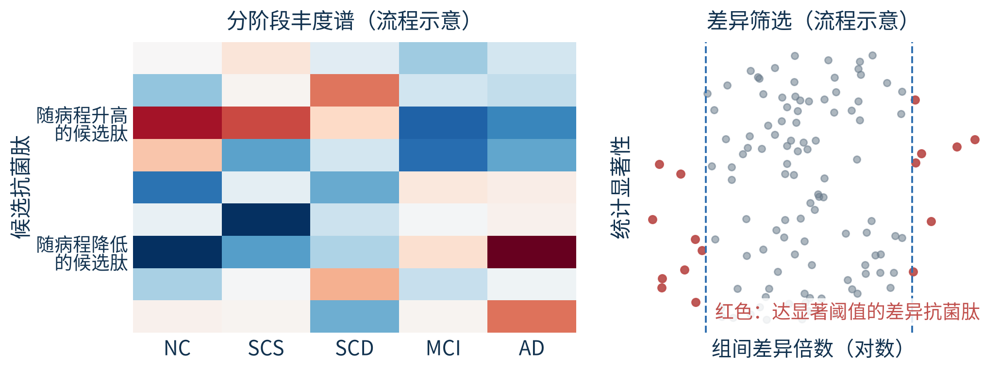 分阶段丰度谱（流程示意）
候选抗菌肽
随病程升高
的候选肽
随病程降低
的候选肽
NC
SCS
SCD
MCI
AD
差异筛选（流程示意）
统计显著性
红色：达显著阈值的差异抗菌肽
组间差异倍数（对数）